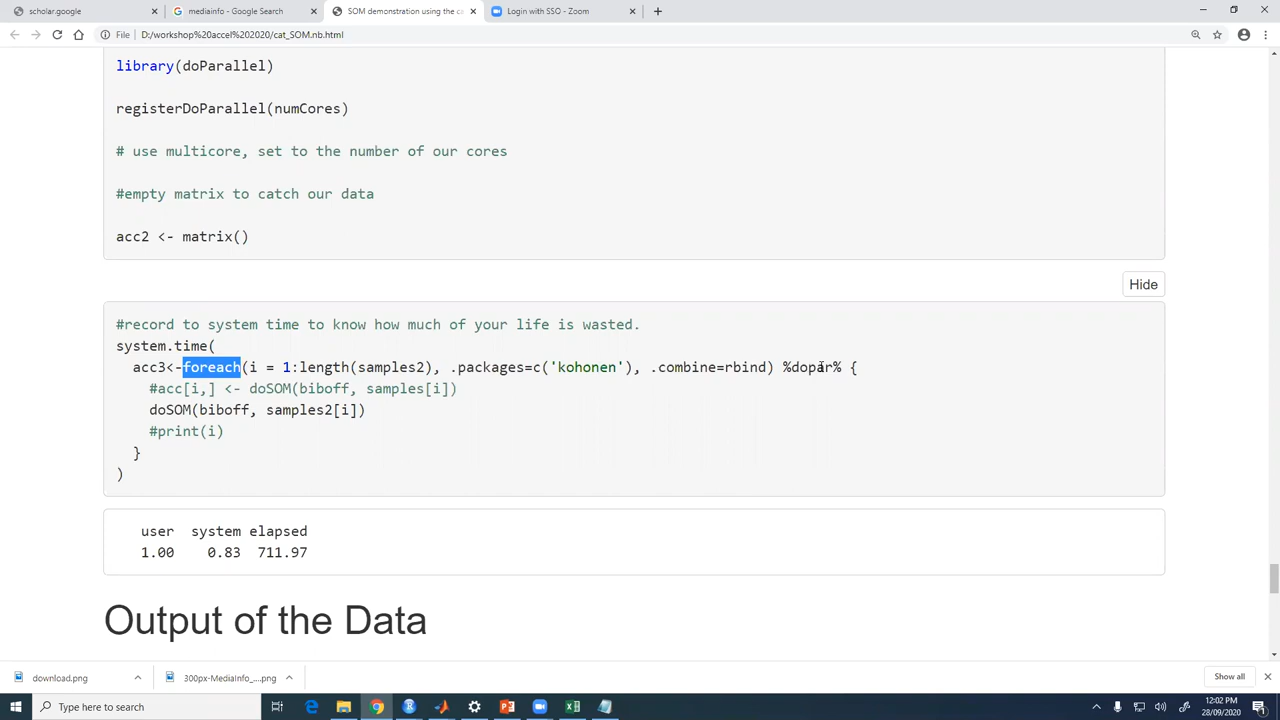 scholar.google
mediainfo - Google Search
SOM demonstration using the ca
Login with SSO - Zoom
File
D:/workshop%20accel%202020/cat_SOM.nb.html
library(doParallel)
registerDoParallel(numCores)
# use multicore, set to the number of our cores
#empty matrix to catch our data
acc2 <- matrix()
Hide
#record to system time to know how much of your life is wasted.
system.time(
acc3<-foreach(i = 1:length(samples2), .packages=c('kohonen'), .combine=rbind) %dopar% {
#acc[i,] <- doSOM(biboff, samples[i])
doSOM(biboff, samples2[i])
#print(i)
}
)
user system elapsed
1.00 0.83 711.97
Output of the Data
download.png
300px-MediaInfo_....png
Show all
Type here to search
12:02 PM
28/09/2020